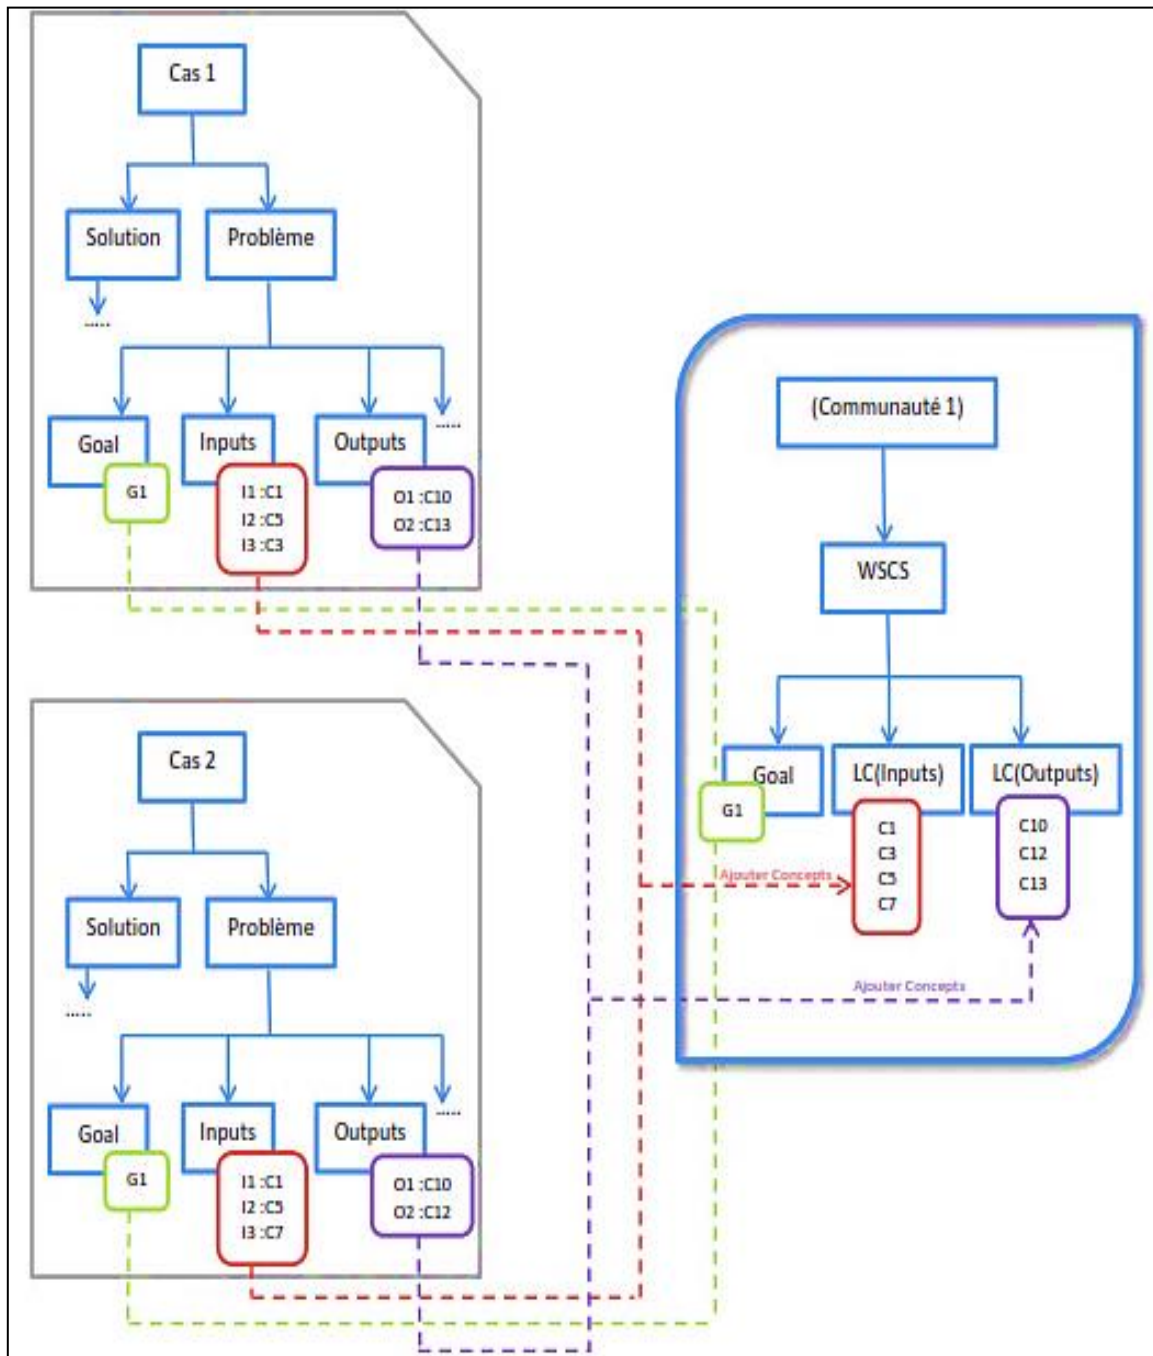 Cas 1
Solution
Problème
.....
Goal
Inputs
Outputs
.....
G1
I1 :C1
I2 :C5
I3 :C3
O1 :C10
O2 :C13
Cas 2
Solution
Problème
.....
Goal
Inputs
Outputs
.....
G1
I1 :C1
I2 :C5
I3 :C7
O1 :C10
O2 :C12
(Communauté 1)
WSCS
Goal
LC(Inputs)
LC(Outputs)
G1
C1
C3
C5
C7
C10
C12
C13
Ajouter Concepts
Ajouter Concepts